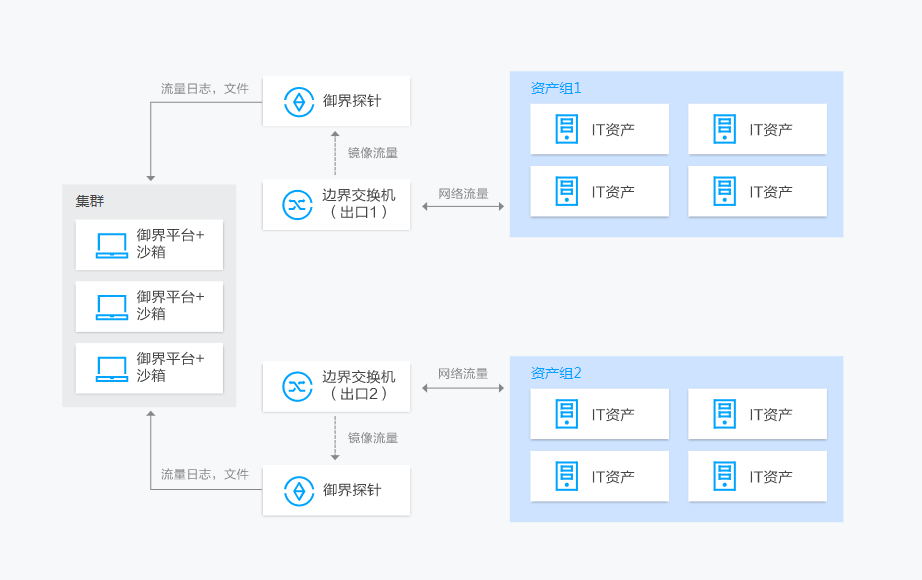 流量日志，文件
御界探针
镜像流量
边界交换机
（出口1）
网络流量
资产组1
IT资产
IT资产
IT资产
IT资产
集群
御界平台+
沙箱
御界平台+
沙箱
御界平台+
沙箱
边界交换机
（出口2）
网络流量
镜像流量
流量日志，文件
御界探针
资产组2
IT资产
IT资产
IT资产
IT资产